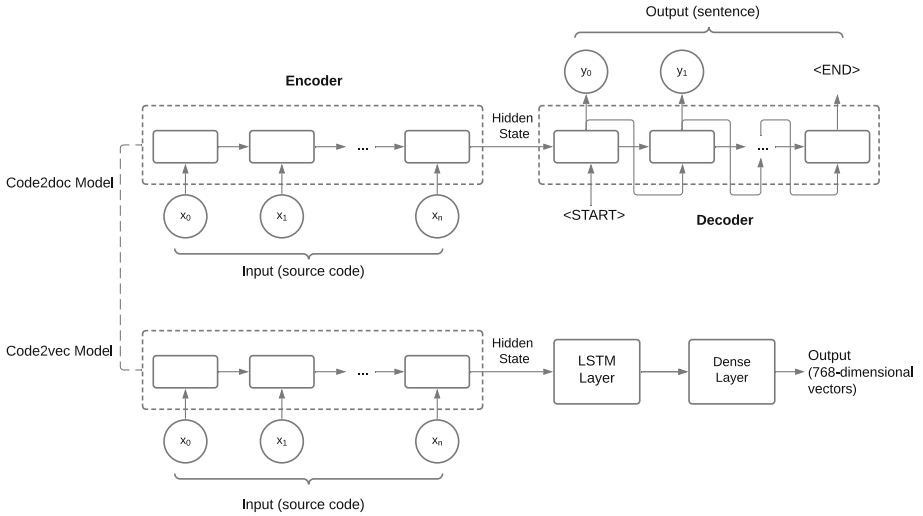 Output (sentence)
y0
y1
<END>
Encoder
Hidden
State
...
...
Code2doc Model
x0
x1
xn
<START>
Decoder
Input (source code)
Code2vec Model
Hidden
State
...
LSTM
Layer
Dense
Layer
Output
(768-dimensional
vectors)
x0
x1
xn
Input (source code)